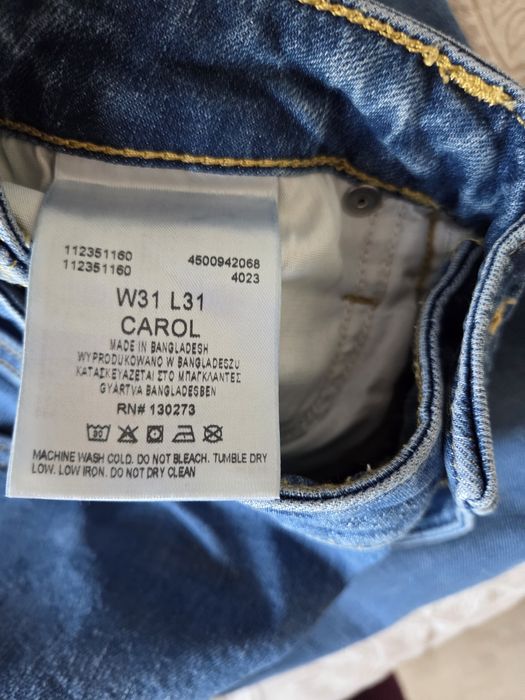 112351160 4500942068
112351160 4023
W31 L31
CAROL
MADE IN BANGLADESH
WYPRODUKOWANO W BANGLADESZU
ΚΑΤΑΣΚΕΥΑΖΕΤΑΙ ΣΤΟ ΜΠΑΓΚΛΑΝΤΕΣ
GYÁRTVA BANGLADESBEN
RN# 130273
30
MACHINE WASH COLD. DO NOT BLEACH. TUMBLE DRY
LOW. LOW IRON. DO NOT DRY CLEAN